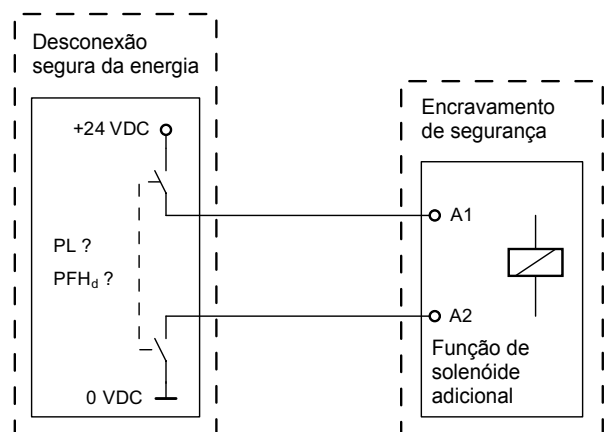 Desconexão
segura da energia
+24 VDC
PL ?
PFHd ?
0 VDC
Encravamento
de segurança
A1
A2
Função de
solenóide
adicional